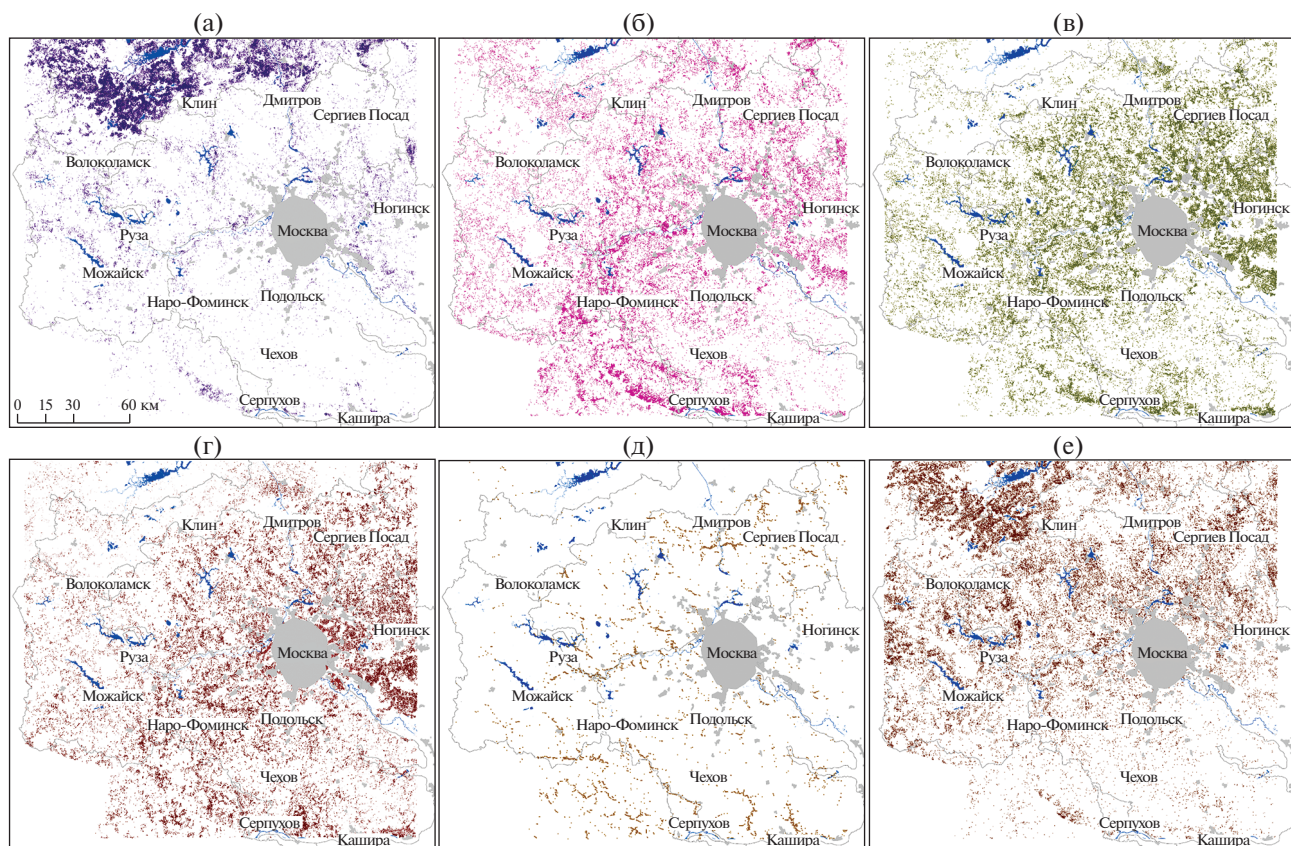 (а)
(б)
(в)
Клин
Дмитров
Сергиев Посад
Волоколамск
Ногинск
Москва
Руза
Можайск
Наро-Фоминск
Подольск
Чехов
Серпухов
Кашира
0 15 30 60 км
Клин
Дмитров
Сергиев Посад
Волоколамск
Ногинск
Москва
Руза
Можайск
Наро-Фоминск
Подольск
Чехов
Серпухов
Кашира
Клин
Дмитров
Сергиев Посад
Волоколамск
Ногинск
Москва
Руза
Можайск
Наро-Фоминск
Подольск
Чехов
Серпухов
Кашира
(г)
(д)
(е)
Клин
Дмитров
Сергиев Посад
Волоколамск
Ногинск
Москва
Руза
Можайск
Наро-Фоминск
Подольск
Чехов
Серпухов
Кашира
Клин
Дмитров
Сергиев Посад
Волоколамск
Ногинск
Москва
Руза
Можайск
Наро-Фоминск
Подольск
Чехов
Серпухов
Кашира
Клин
Дмитров
Сергиев Посад
Волоколамск
Ногинск
Москва
Руза
Можайск
Наро-Фоминск
Подольск
Чехов
Серпухов
Кашира